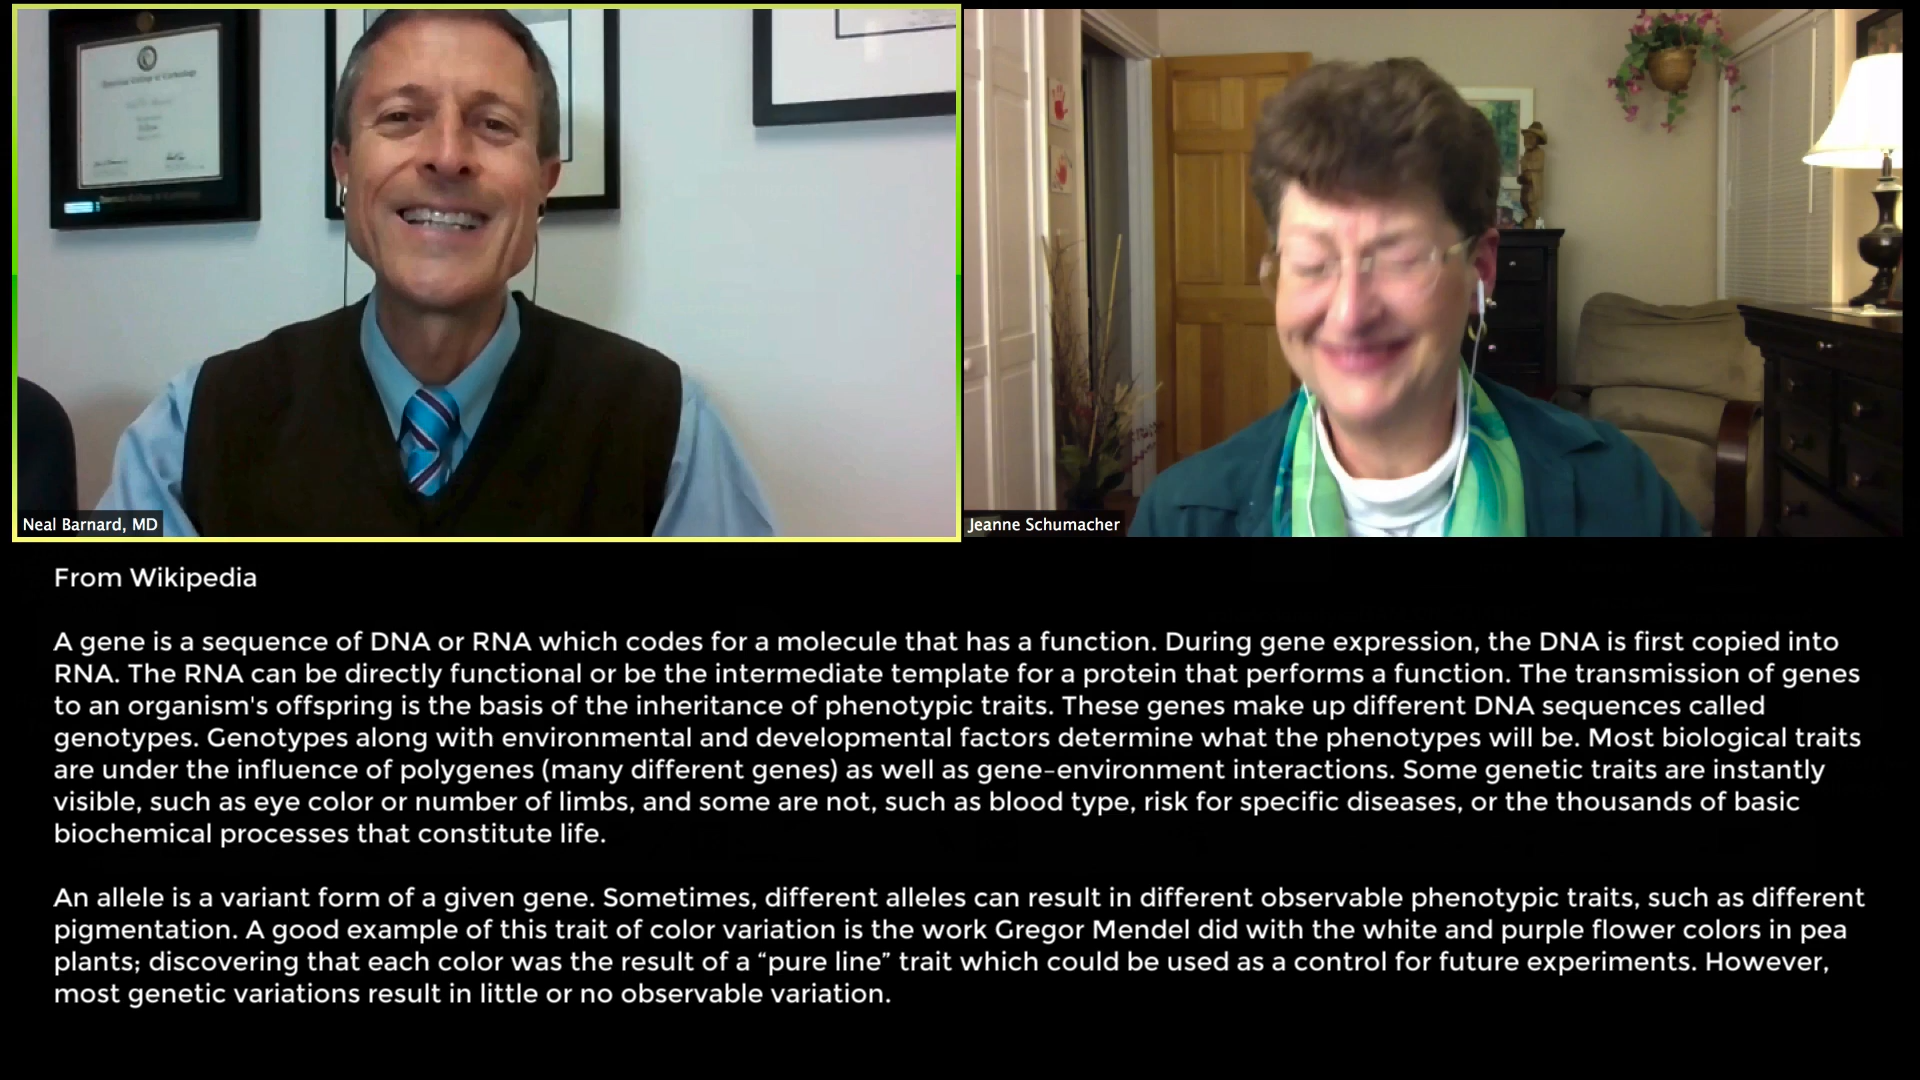 American College of Cardiology
Neal Barnard, MD
Jeanne Schumacher
From Wikipedia
A gene is a sequence of DNA or RNA which codes for a molecule that has a function. During gene expression, the DNA is first copied into
RNA. The RNA can be directly functional or be the intermediate template for a protein that performs a function. The transmission of genes
to an organism's offspring is the basis of the inheritance of phenotypic traits. These genes make up different DNA sequences called
genotypes. Genotypes along with environmental and developmental factors determine what the phenotypes will be. Most biological traits
are under the influence of polygenes (many different genes) as well as gene–environment interactions. Some genetic traits are instantly
visible, such as eye color or number of limbs, and some are not, such as blood type, risk for specific diseases, or the thousands of basic
biochemical processes that constitute life.
An allele is a variant form of a given gene. Sometimes, different alleles can result in different observable phenotypic traits, such as different
pigmentation. A good example of this trait of color variation is the work Gregor Mendel did with the white and purple flower colors in pea
plants; discovering that each color was the result of a “pure line” trait which could be used as a control for future experiments. However,
most genetic variations result in little or no observable variation.